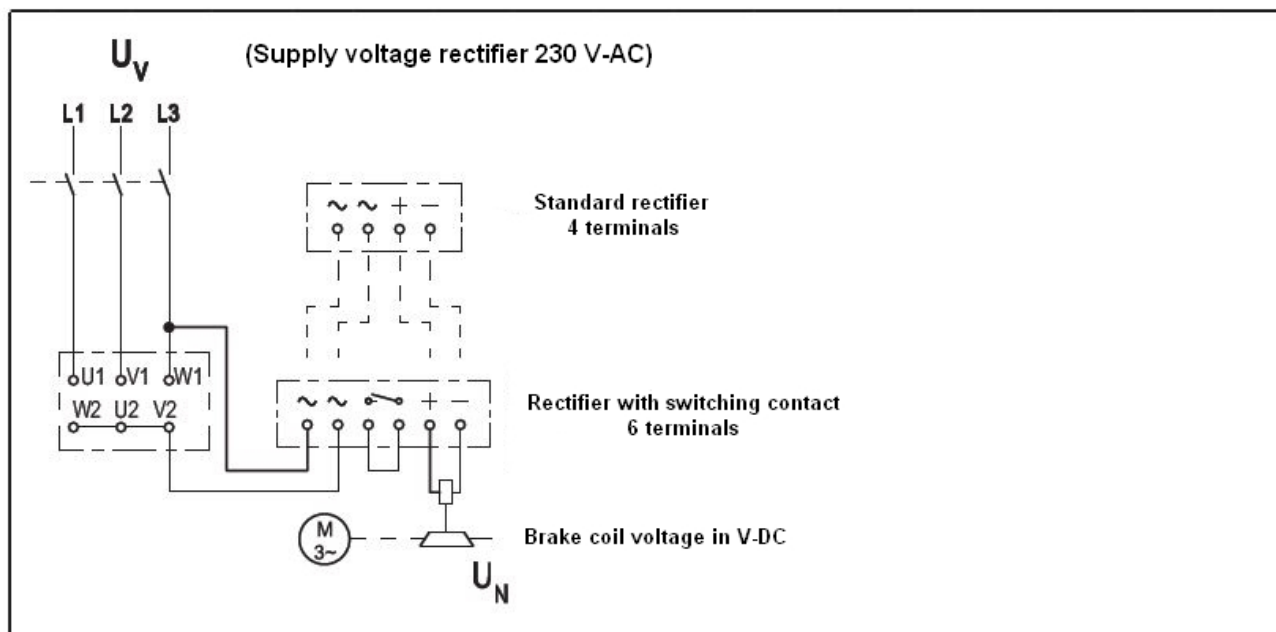 U_V (Supply voltage rectifier 230 V-AC)
L1 L2 L3
~ ~ + −
Standard rectifier
4 terminals
U1 V1 W1
W2 U2 V2
~ ~ + −
Rectifier with switching contact
6 terminals
M
3~
Brake coil voltage in V-DC
U_N